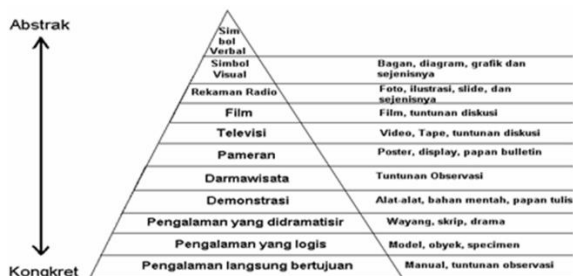 Abstrak
Sim
bol
Verbal
Simbol
Visual
Bagan, diagram, grafik dan
sejenisnya
Rekaman Radio
Foto, ilustrasi, slide, dan
sejenisnya
Film
Film, tuntunan diskusi
Televisi
Video, Tape, tuntunan diskusi
Pameran
Poster, display, papan bulletin
Darmawisata
Tuntunan Observasi
Demonstrasi
Alat-alat, bahan mentah, papan tulis
Pengalaman yang didramatisir
Wayang, skrip, drama
Pengalaman yang logis
Model, obyek, specimen
Pengalaman langsung bertujuan
Manual, tuntunan observasi
Kongkret